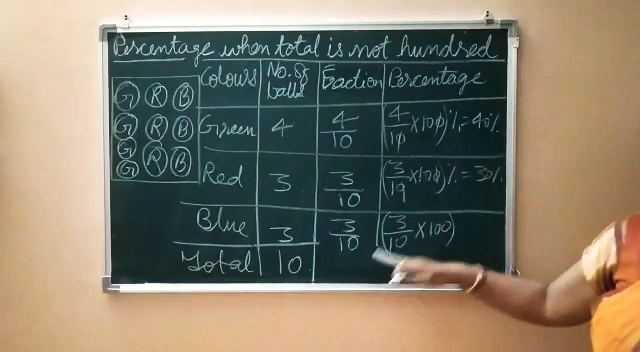 Percentage when total is not hundred
Colours No. of balls Fraction Percentage
G R B
G R B
G
G R B
Green 4 4/10 (4/10 × 100)% = 40%
Red 3 3/10 (3/10 × 100)% = 30%
Blue 3 3/10 (3/10 × 100)
Total 10